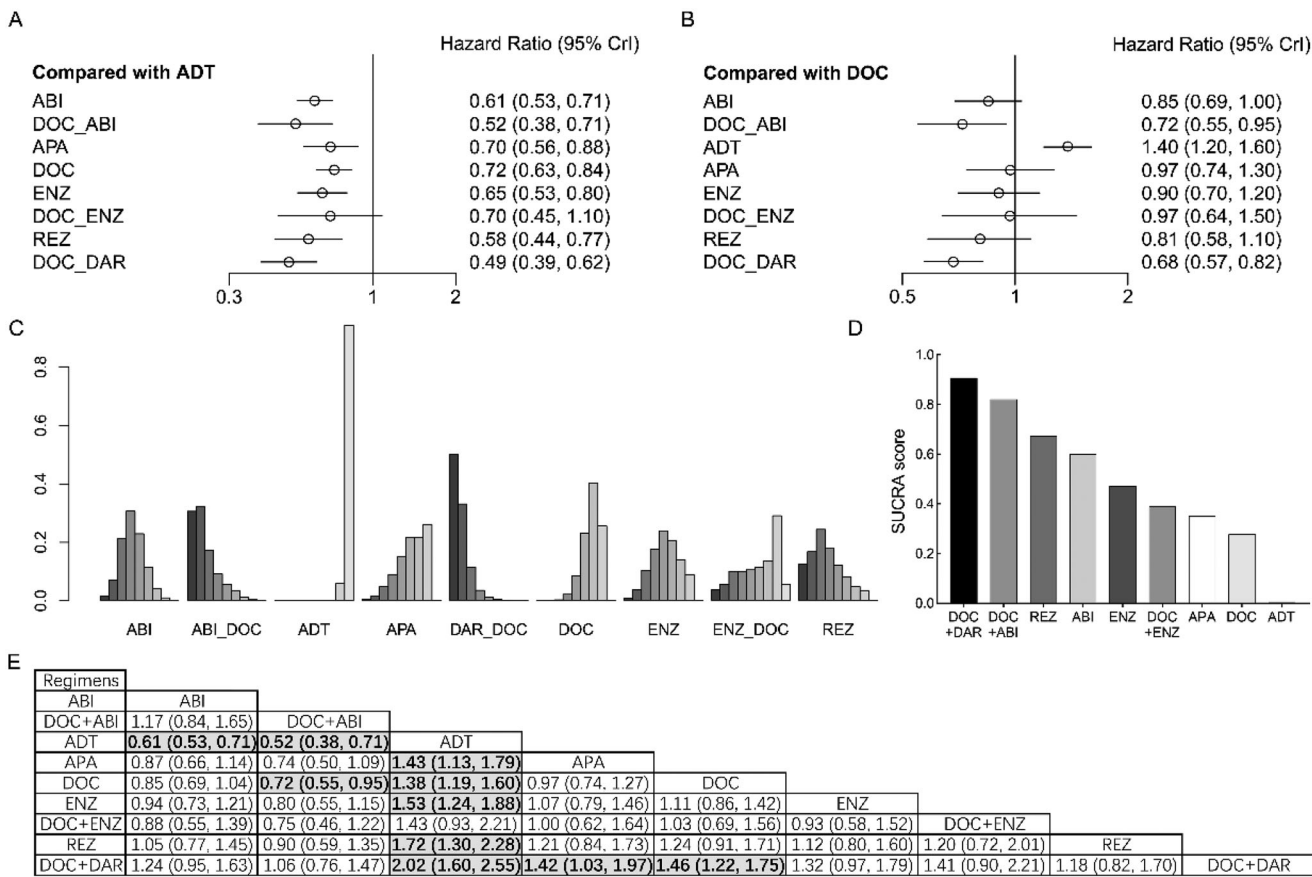 A
Hazard Ratio (95% CrI)
Compared with ADT
ABI 0.61 (0.53, 0.71)
DOC_ABI 0.52 (0.38, 0.71)
APA 0.70 (0.56, 0.88)
DOC 0.72 (0.63, 0.84)
ENZ 0.65 (0.53, 0.80)
DOC_ENZ 0.70 (0.45, 1.10)
REZ 0.58 (0.44, 0.77)
DOC_DAR 0.49 (0.39, 0.62)
0.3 1 2
B
Hazard Ratio (95% CrI)
Compared with DOC
ABI 0.85 (0.69, 1.00)
DOC_ABI 0.72 (0.55, 0.95)
ADT 1.40 (1.20, 1.60)
APA 0.97 (0.74, 1.30)
ENZ 0.90 (0.70, 1.20)
DOC_ENZ 0.97 (0.64, 1.50)
REZ 0.81 (0.58, 1.10)
DOC_DAR 0.68 (0.57, 0.82)
0.5 1 2
C
0.8
0.6
0.4
0.2
0.0
ABI ABI_DOC ADT APA DAR_DOC DOC ENZ ENZ_DOC REZ
D
SUCRA score
1.0
0.8
0.6
0.4
0.2
0.0
DOC +DAR DOC +ABI REZ ABI ENZ DOC +ENZ APA DOC ADT
E
Regimens
ABI ABI
DOC+ABI 1.17 (0.84, 1.65) DOC+ABI
ADT 0.61 (0.53, 0.71) 0.52 (0.38, 0.71) ADT
APA 0.87 (0.66, 1.14) 0.74 (0.50, 1.09) 1.43 (1.13, 1.79) APA
DOC 0.85 (0.69, 1.04) 0.72 (0.55, 0.95) 1.38 (1.19, 1.60) 0.97 (0.74, 1.27) DOC
ENZ 0.94 (0.73, 1.21) 0.80 (0.55, 1.15) 1.53 (1.24, 1.88) 1.07 (0.79, 1.46) 1.11 (0.86, 1.42) ENZ
DOC+ENZ 0.88 (0.55, 1.39) 0.75 (0.46, 1.22) 1.43 (0.93, 2.21) 1.00 (0.62, 1.64) 1.03 (0.69, 1.56) 0.93 (0.58, 1.52) DOC+ENZ
REZ 1.05 (0.77, 1.45) 0.90 (0.59, 1.35) 1.72 (1.30, 2.28) 1.21 (0.84, 1.73) 1.24 (0.91, 1.71) 1.12 (0.80, 1.60) 1.20 (0.72, 2.01) REZ
DOC+DAR 1.24 (0.95, 1.63) 1.06 (0.76, 1.47) 2.02 (1.60, 2.55) 1.42 (1.03, 1.97) 1.46 (1.22, 1.75) 1.32 (0.97, 1.79) 1.41 (0.90, 2.21) 1.18 (0.82, 1.70) DOC+DAR